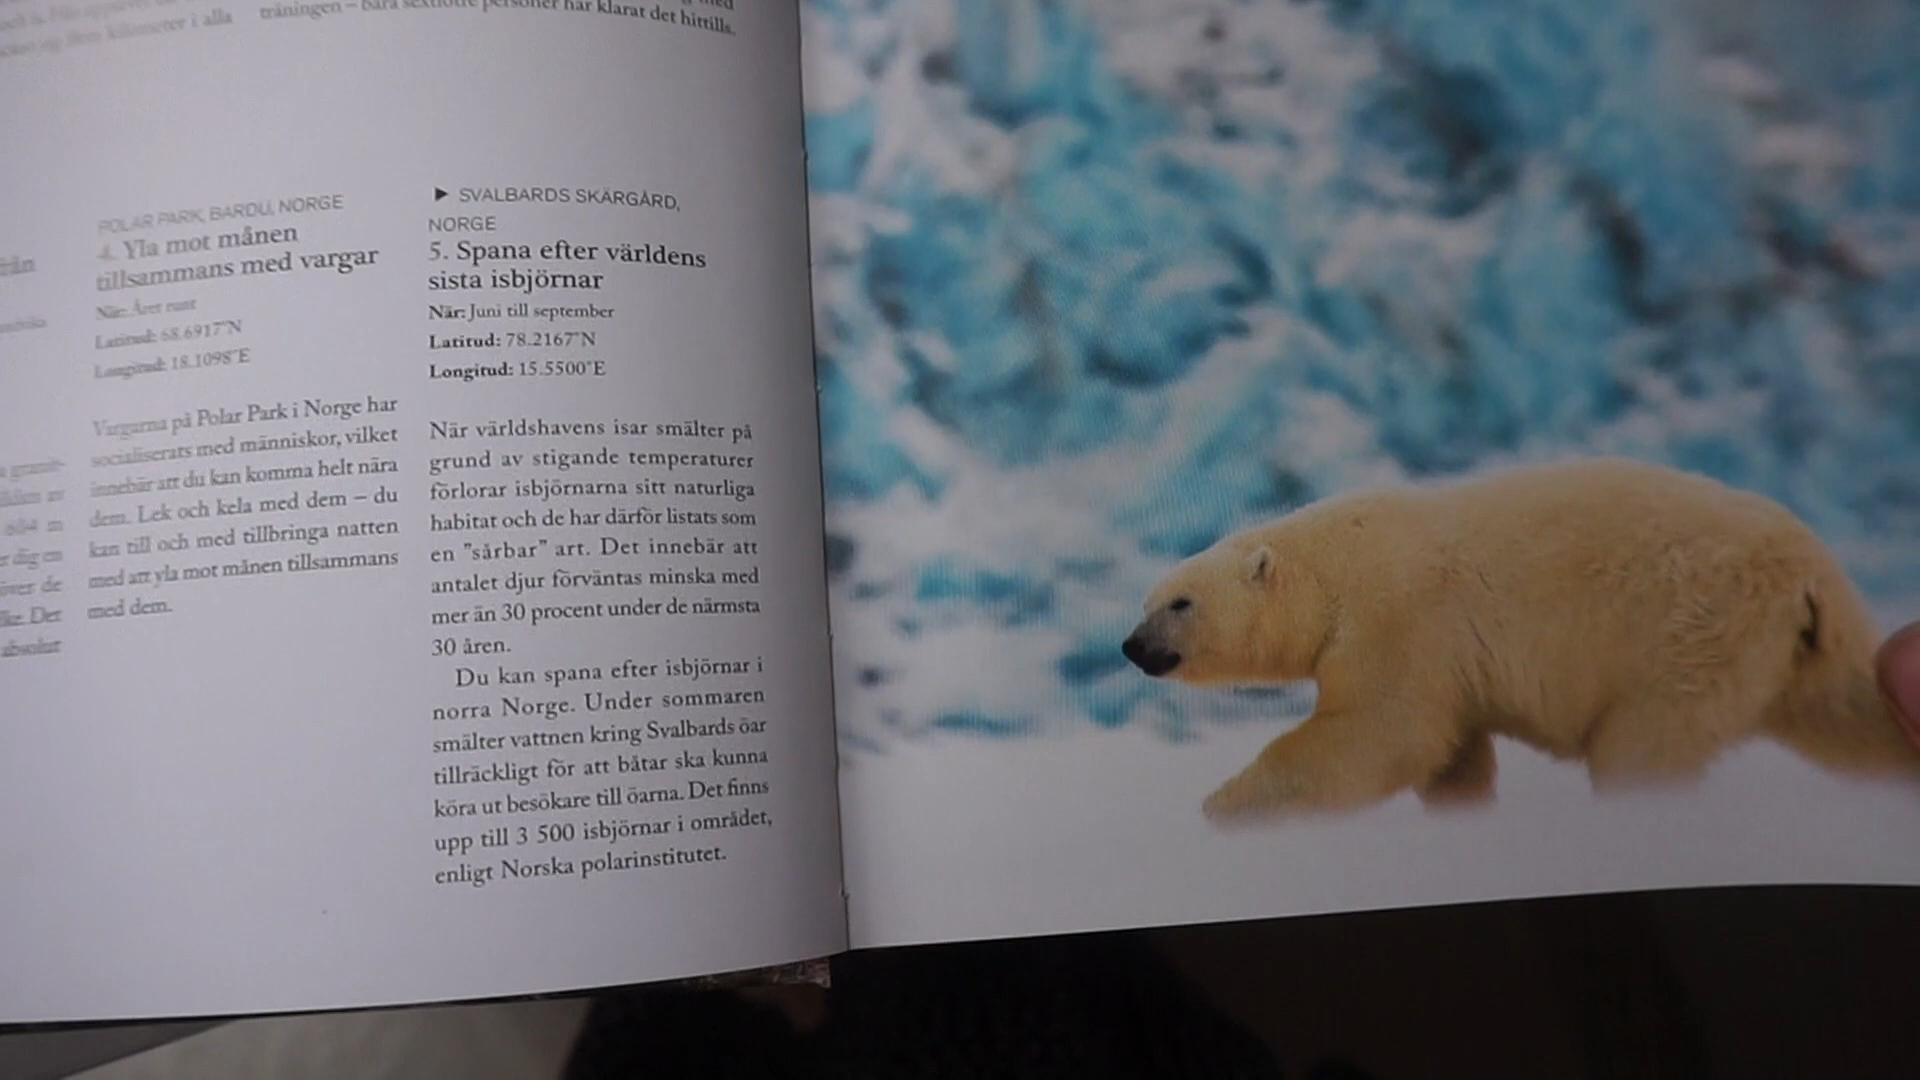 kilometer i alla
träningen – bara sextiotre personer har klarat det hittills.
POLAR PARK, BARDU, NORGE
4. Yla mot månen
tillsammans med vargar
När: Året runt
Latitud: 68.6917°N
Longitud: 18.1098°E
Vargarna på Polar Park i Norge har
socialiserats med människor, vilket
innebär att du kan komma helt nära
dem. Lek och kela med dem – du
kan till och med tillbringa natten
med att yla mot månen tillsammans
med dem.
► SVALBARDS SKÄRGÅRD,
NORGE
5. Spana efter världens
sista isbjörnar
När: Juni till september
Latitud: 78.2167°N
Longitud: 15.5500°E
När världshavens isar smälter på
grund av stigande temperaturer
förlorar isbjörnarna sitt naturliga
habitat och de har därför listats som
en "sårbar" art. Det innebär att
antalet djur förväntas minska med
mer än 30 procent under de närmsta
30 åren.
Du kan spana efter isbjörnar i
norra Norge. Under sommaren
smälter vattnen kring Svalbards öar
tillräckligt för att båtar ska kunna
köra ut besökare till öarna. Det finns
upp till 3 500 isbjörnar i området,
enligt Norska polarinstitutet.